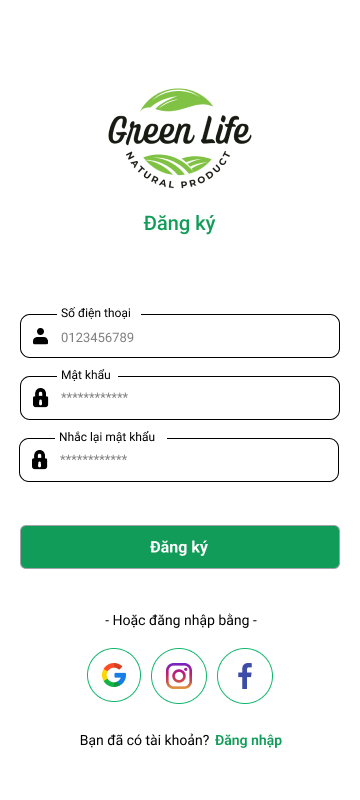 Green Life
NATURAL PRODUCT
Đăng ký
Số điện thoại
0123456789
Mật khẩu
************
Nhắc lại mật khẩu
************
Đăng ký
- Hoặc đăng nhập bằng -
Bạn đã có tài khoản? Đăng nhập